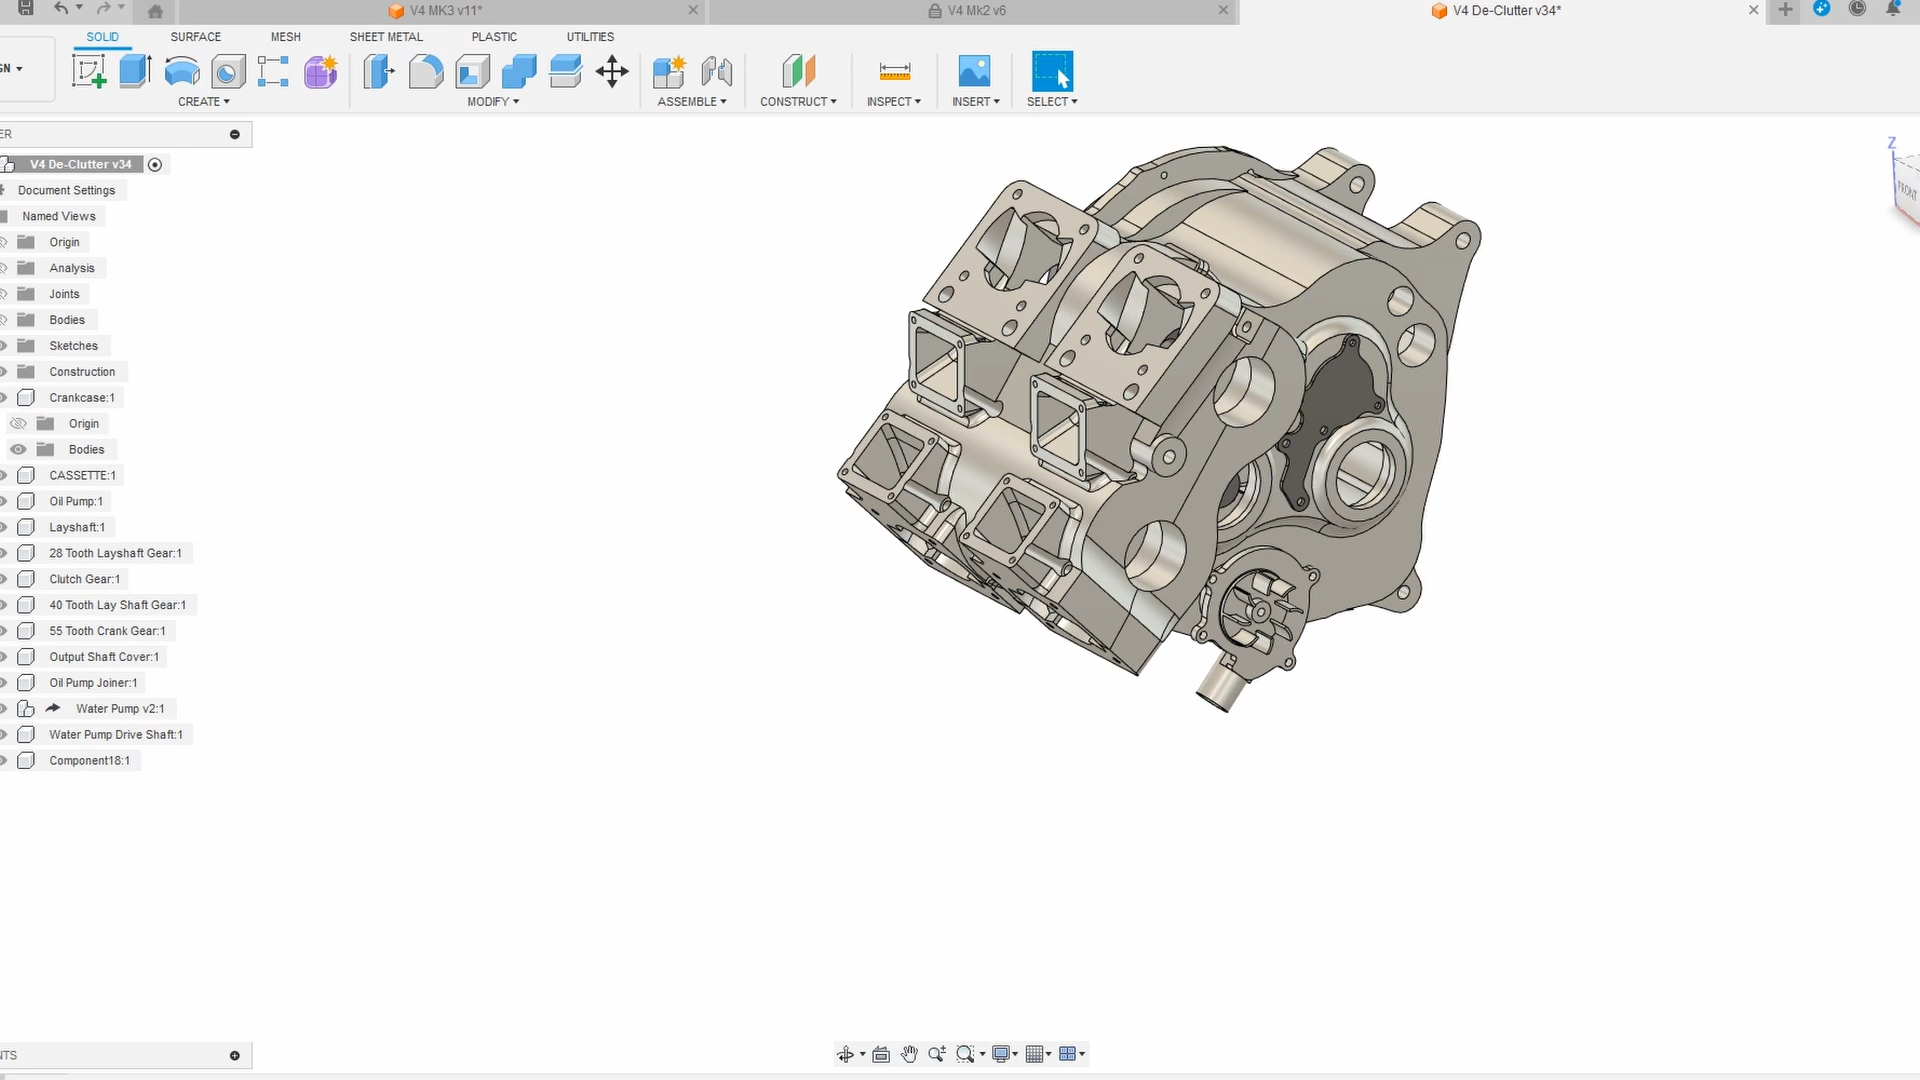 V4 MK3 v11*
V4 Mk2 v6
V4 De-Clutter v34*
SOLID SURFACE MESH SHEET METAL PLASTIC UTILITIES
GN
CREATE MODIFY ASSEMBLE CONSTRUCT INSPECT INSERT SELECT
ER
V4 De-Clutter v34
Document Settings
Named Views
Origin
Analysis
Joints
Bodies
Sketches
Construction
Crankcase:1
Origin
Bodies
CASSETTE:1
Oil Pump:1
Layshaft:1
28 Tooth Layshaft Gear:1
Clutch Gear:1
40 Tooth Lay Shaft Gear:1
55 Tooth Crank Gear:1
Output Shaft Cover:1
Oil Pump Joiner:1
Water Pump v2:1
Water Pump Drive Shaft:1
Component18:1
Z
FRONT
NTS